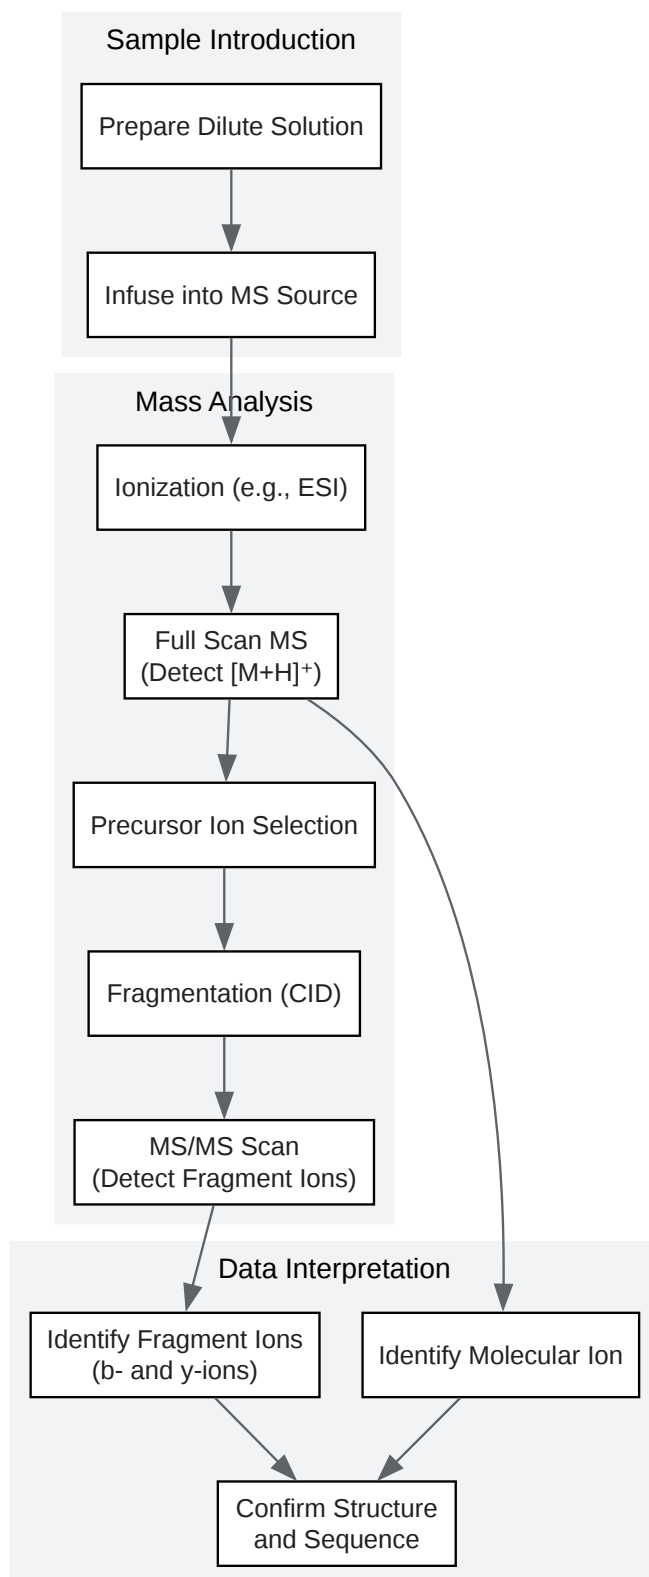 Sample Introduction
Prepare Dilute Solution
Infuse into MS Source
Mass Analysis
Ionization (e.g., ESI)
Full Scan MS
(Detect [M+H]⁺)
Precursor Ion Selection
Fragmentation (CID)
MS/MS Scan
(Detect Fragment Ions)
Data Interpretation
Identify Fragment Ions
(b- and y-ions)
Identify Molecular Ion
Confirm Structure
and Sequence